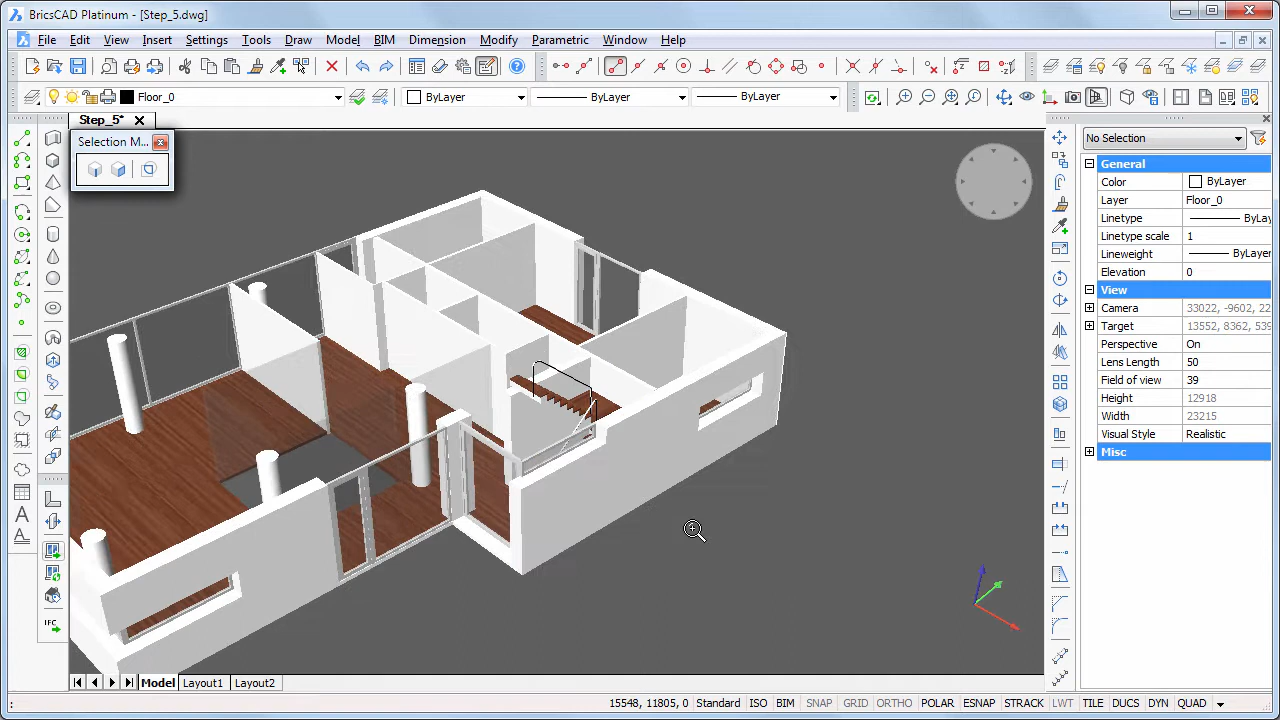 BricsCAD Platinum - [Step_5.dwg]
File Edit View Insert Settings Tools Draw Model BIM Dimension Modify Parametric Window Help
Floor_0 ByLayer ByLayer ByLayer
Step_5*
Selection M...
No Selection
General
Color ByLayer
Layer Floor_0
Linetype ByLay
Linetype scale 1
Lineweight ByLay
Elevation 0
View
Camera 33022, -9602, 22
Target 13552, 8362, 539
Perspective On
Lens Length 50
Field of view 39
Height 12918
Width 23215
Visual Style Realistic
Misc
IFC
Model Layout1 Layout2
: 15548, 11805, 0 Standard ISO BIM SNAP GRID ORTHO POLAR ESNAP STRACK LWT TILE DUCS DYN QUAD